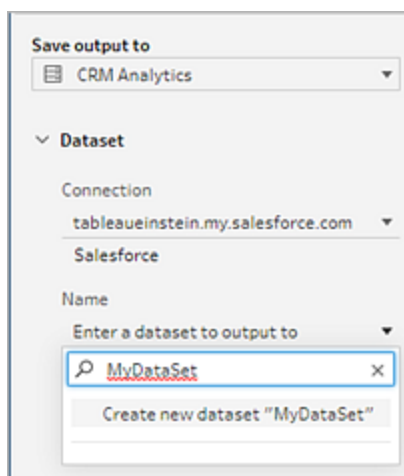 Save output to
CRM Analytics
Dataset
Connection
tableaueinstein.my.salesforce.com
Salesforce
Name
Enter a dataset to output to
MyDataSet
Create new dataset "MyDataSet"